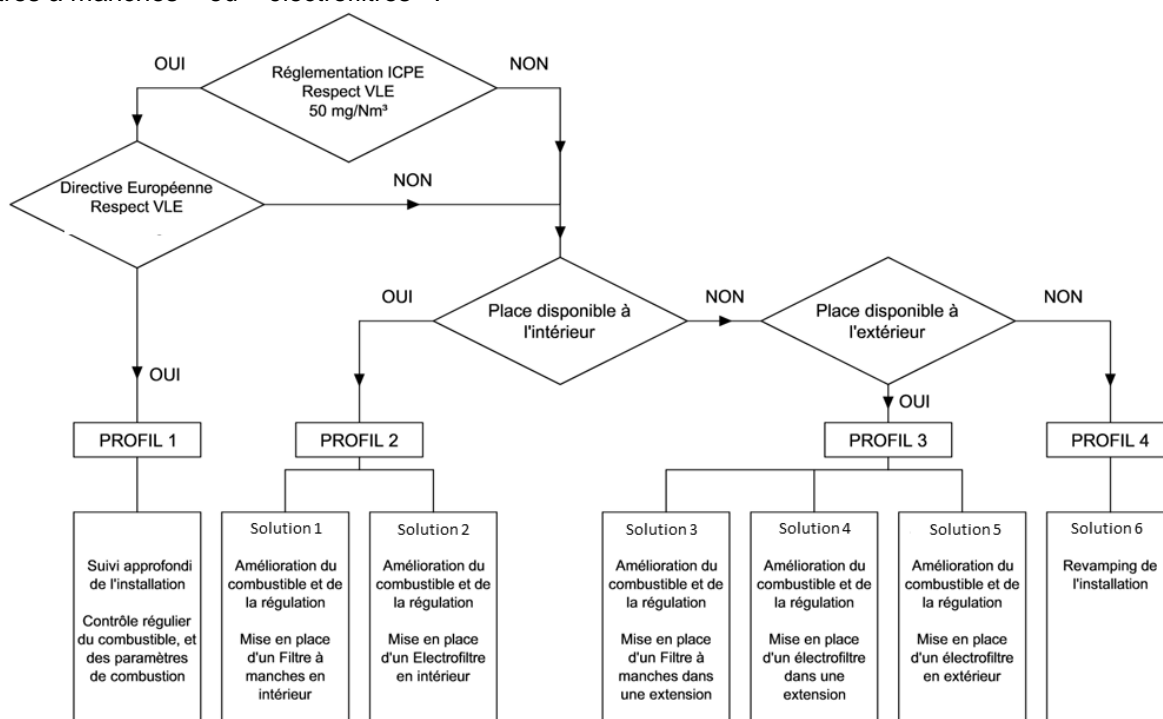 OUI
Réglementation ICPE
Respect VLE
50 mg/Nm³
NON
Directive Européenne
Respect VLE
NON
OUI
Place disponible à
l'intérieur
NON
Place disponible à
l'extérieur
NON
OUI
OUI
PROFIL 1
PROFIL 2
PROFIL 3
PROFIL 4
Suivi approfondi
de l'installation
Contrôle régulier
du combustible, et
des paramètres
de combustion
Solution 1
Amélioration du
combustible et de
la régulation
Mise en place
d'un Filtre à
manches en
intérieur
Solution 2
Amélioration du
combustible et de
la régulation
Mise en place
d'un Electrofiltre
en intérieur
Solution 3
Amélioration du
combustible et de
la régulation
Mise en place
d'un Filtre à
manches dans
une extension
Solution 4
Amélioration du
combustible et de
la régulation
Mise en place
d'un électrofiltre
dans une
extension
Solution 5
Amélioration du
combustible et de
la régulation
Mise en place
d'un électrofiltre
en extérieur
Solution 6
Revamping de
l'installation